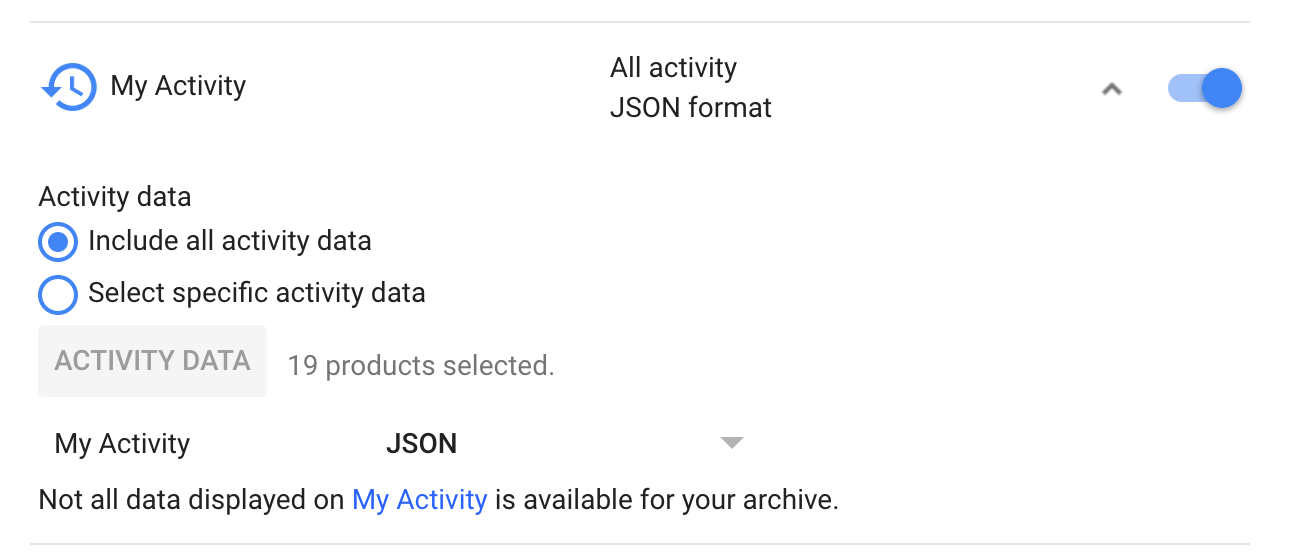 My Activity
All activity
JSON format
Activity data
Include all activity data
Select specific activity data
ACTIVITY DATA
19 products selected.
My Activity
JSON
Not all data displayed on My Activity is available for your archive.